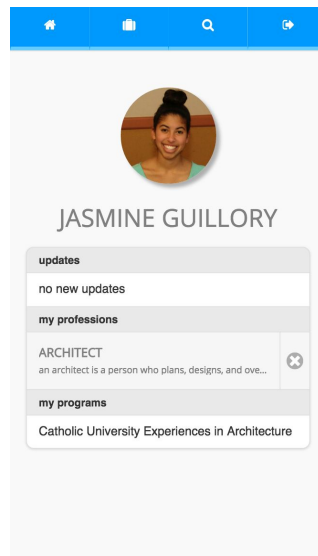 JASMINE GUILLORY
updates
no new updates
my professions
ARCHITECT
an architect is a person who plans, designs, and ove...
my programs
Catholic University Experiences in Architecture